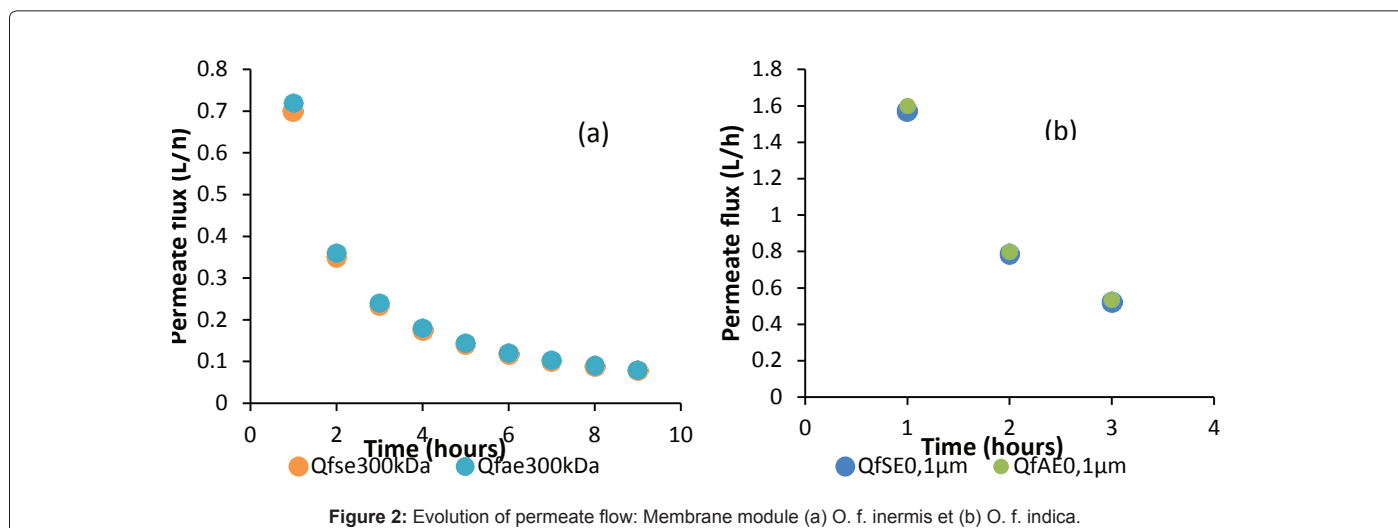 0.8
0.7
0.6
0.5
0.4
0.3
0.2
0.1
0
Permeate flux (L/h)
(a)
0 2 4 6 8 10
Time (hours)
Qfse300kDa Qfae300kDa
1.8
1.6
1.4
1.2
1
0.8
0.6
0.4
0.2
0
Permeate flux (L/h)
(b)
0 1 2 3 4
Time (hours)
QfSE0,1µm QfAE0,1µm
Figure 2: Evolution of permeate flow: Membrane module (a) O. f. inermis et (b) O. f. indica.